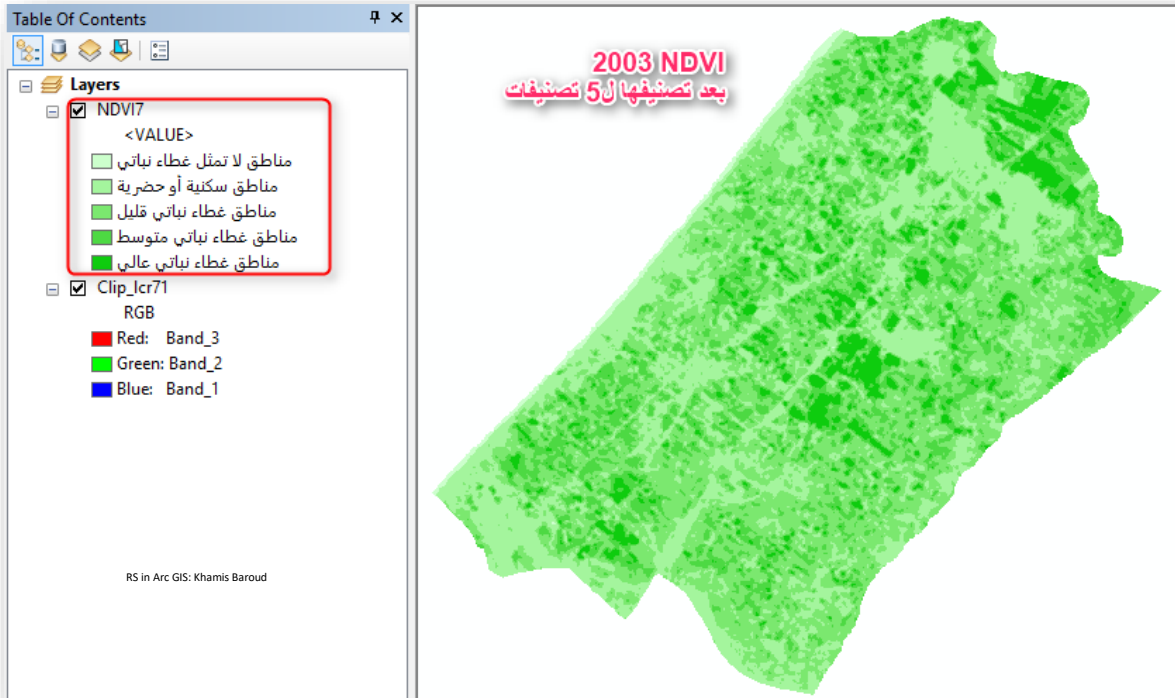 Table Of Contents
Layers
NDVI7
<VALUE>
مناطق لا تمثل غطاء نباتي
مناطق سكنية أو حضرية
مناطق غطاء نباتي قليل
مناطق غطاء نباتي متوسط
مناطق غطاء نباتي عالي
Clip_lcr71
RGB
Red: Band_3
Green: Band_2
Blue: Band_1
RS in Arc GIS: Khamis Baroud
2003 NDVI
بعد تصنيفها ل5 تصنيفات